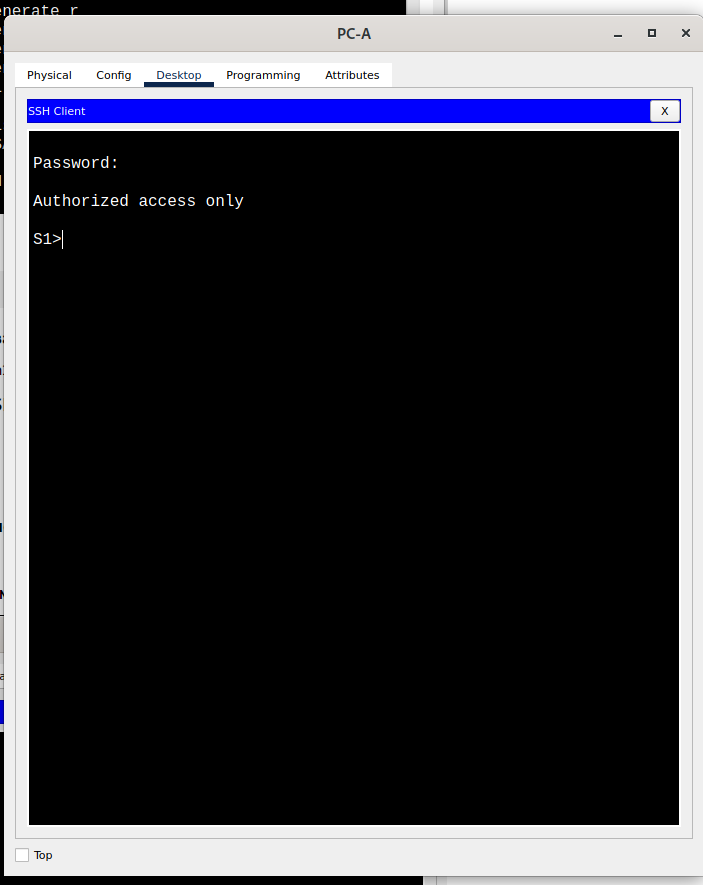 enerate r
PC-A
Physical Config Desktop Programming Attributes
SSH Client X
Password:
Authorized access only
S1>
Top